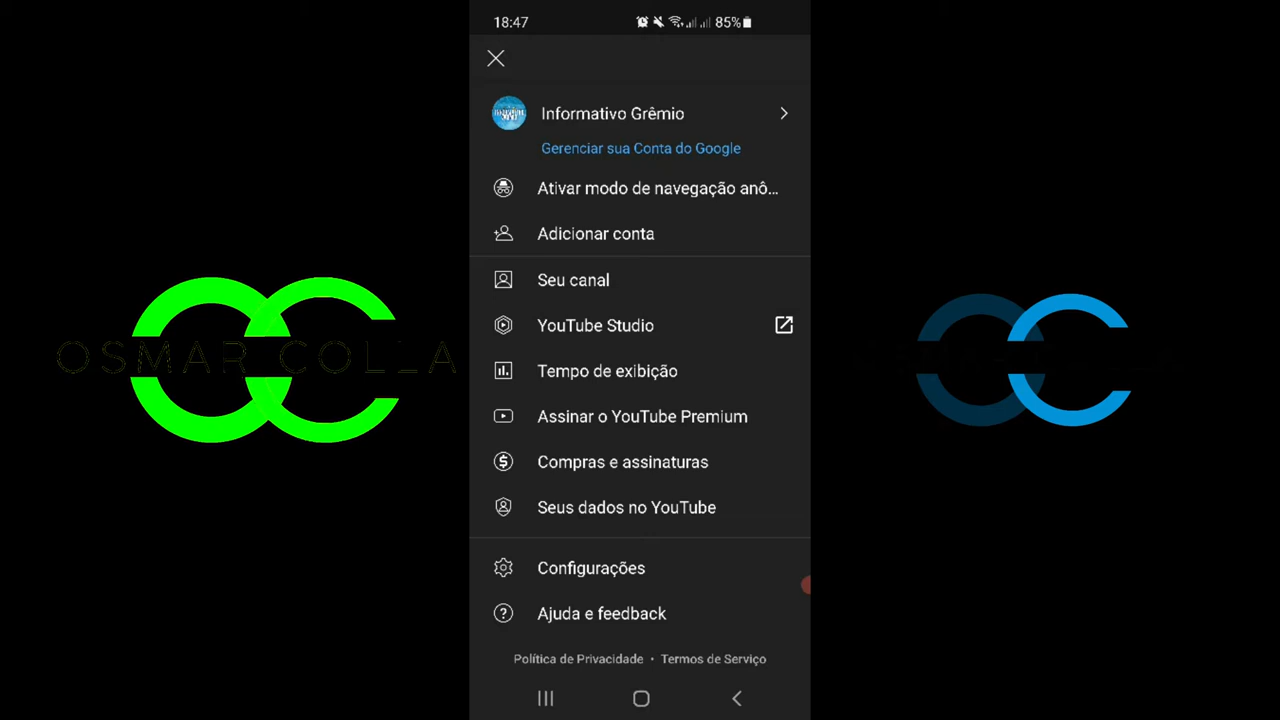 18:47
85%
Informativo Grêmio
Gerenciar sua Conta do Google
Ativar modo de navegação anô...
Adicionar conta
Seu canal
YouTube Studio
Tempo de exibição
Assinar o YouTube Premium
Compras e assinaturas
Seus dados no YouTube
Configurações
Ajuda e feedback
Política de Privacidade • Termos de Serviço
OSMAR COLLA